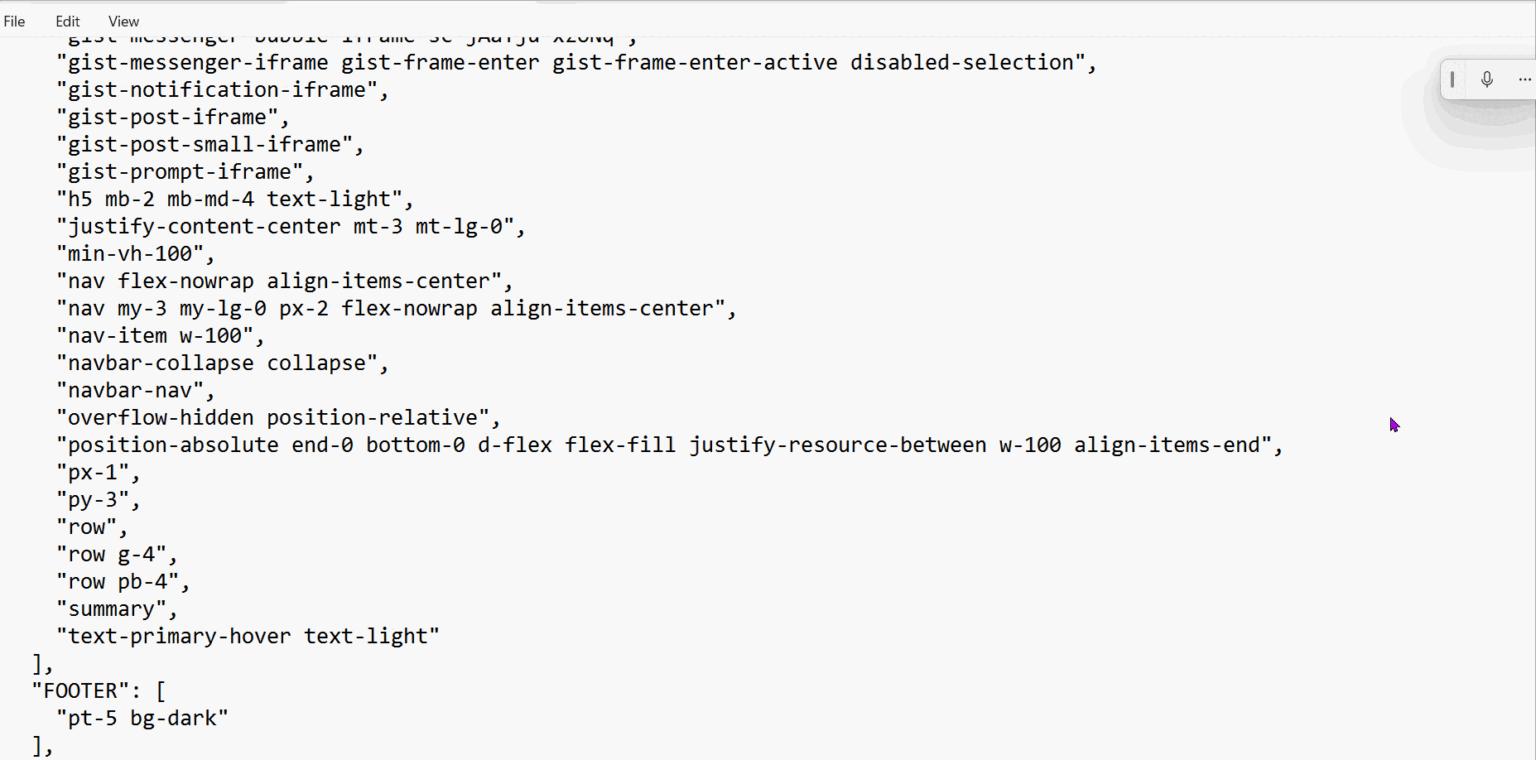 File Edit View
"gist-messenger-bubble-iframe
"gist-messenger-iframe gist-frame-enter gist-frame-enter-active disabled-selection",
"gist-notification-iframe",
"gist-post-iframe",
"gist-post-small-iframe",
"gist-prompt-iframe",
"h5 mb-2 mb-md-4 text-light",
"justify-content-center mt-3 mt-lg-0",
"min-vh-100",
"nav flex-nowrap align-items-center",
"nav my-3 my-lg-0 px-2 flex-nowrap align-items-center",
"nav-item w-100",
"navbar-collapse collapse",
"navbar-nav",
"overflow-hidden position-relative",
"position-absolute end-0 bottom-0 d-flex flex-fill justify-resource-between w-100 align-items-end",
"px-1",
"py-3",
"row",
"row g-4",
"row pb-4",
"summary",
"text-primary-hover text-light"
],
"FOOTER": [
"pt-5 bg-dark"
],